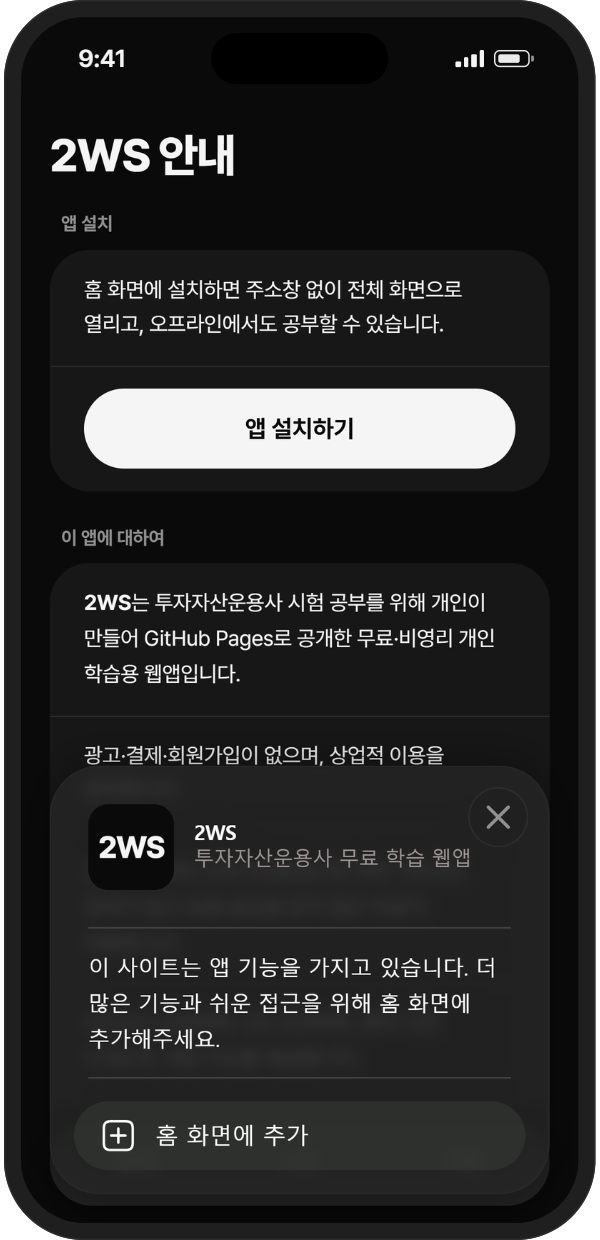 9:41
2WS 안내
앱 설치
홈 화면에 설치하면 주소창 없이 전체 화면으로
열리고, 오프라인에서도 공부할 수 있습니다.
앱 설치하기
이 앱에 대하여
2WS는 투자자산운용사 시험 공부를 위해 개인이
만들어 GitHub Pages로 공개한 무료·비영리 개인
학습용 웹앱입니다.
광고·결제·회원가입이 없으며, 상업적 이용을
2WS
2WS
투자자산운용사 무료 학습 웹앱
이 사이트는 앱 기능을 가지고 있습니다. 더
많은 기능과 쉬운 접근을 위해 홈 화면에
추가해주세요.
홈 화면에 추가